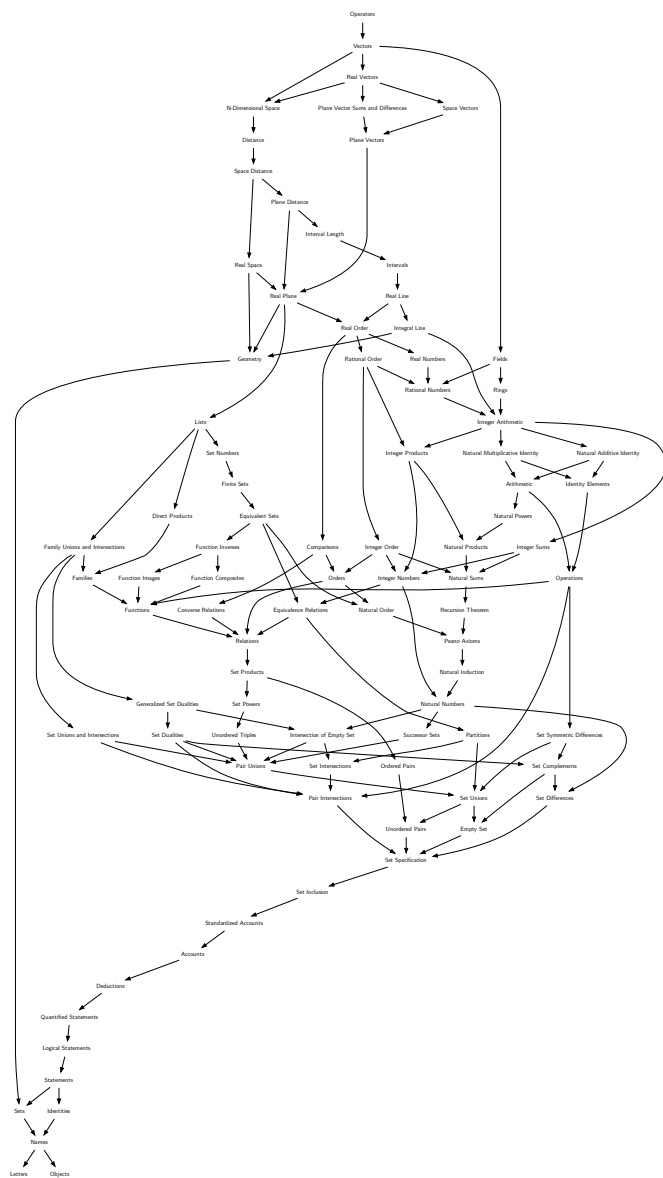 Operators
Vectors
Real Vectors
N-Dimensional Space Plane Vector Sums and Differences Space Vectors
Distance Plane Vectors
Space Distance
Plane Distance
Interval Length
Real Space Intervals
Real Plane Real Line
Real Order Integral Line
Geometry Rational Order Real Numbers Fields
Rational Numbers Rings
Lists Integer Arithmetic
Set Numbers Integer Products Natural Multiplicative Identity Natural Additive Identity
Finite Sets Arithmetic Identity Elements
Direct Products Equivalent Sets Natural Powers
Family Unions and Intersections Function Inverses Comparisons Integer Order Natural Products Integer Sums
Families Function Images Function Composites Orders Integer Numbers Natural Sums Operations
Functions Converse Relations Equivalence Relations Natural Order Recursion Theorem
Relations Peano Axioms
Set Products Natural Induction
Generalized Set Dualities Set Powers Natural Numbers
Set Unions and Intersections Set Dualities Unordered Triples Intersection of Empty Set Successor Sets Partitions Set Symmetric Differences
Pair Unions Set Intersections Ordered Pairs Set Complements
Pair Intersections Set Unions Set Differences
Unordered Pairs Empty Set
Set Specification
Set Inclusion
Standardized Accounts
Accounts
Deductions
Quantified Statements
Logical Statements
Statements
Sets Identities
Names
Letters Objects